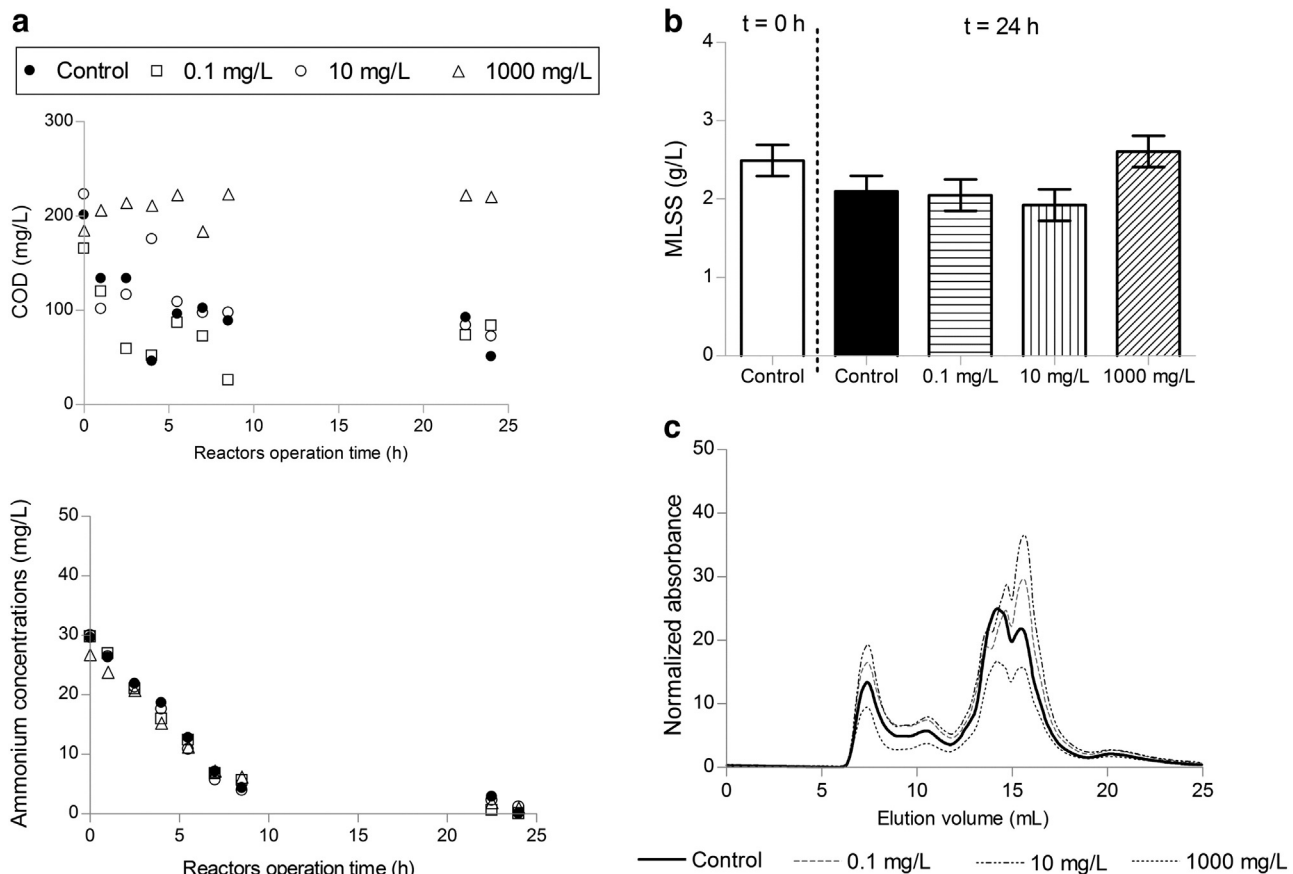 a
Control 0.1 mg/L 10 mg/L 1000 mg/L
300
200
100
0
COD (mg/L)
0 5 10 15 20 25
Reactors operation time (h)
50
40
30
20
10
0
Ammonium concentrations (mg/L)
0 5 10 15 20 25
Reactors operation time (h)
b
t = 0 h t = 24 h
4
3
2
1
0
MLSS (g/L)
Control Control 0.1 mg/L 10 mg/L 1000 mg/L
c
50
40
30
20
10
0
Normalized absorbance
0 5 10 15 20 25
Elution volume (mL)
Control 0.1 mg/L 10 mg/L 1000 mg/L